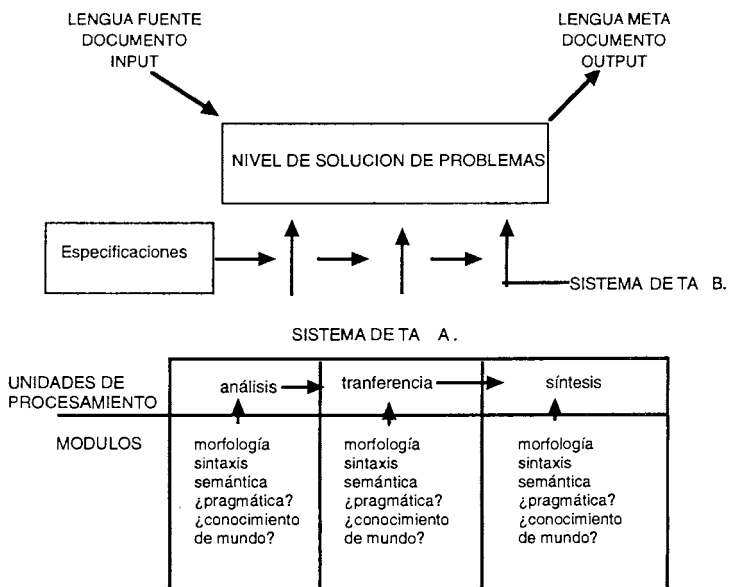 LENGUA FUENTE
DOCUMENTO
INPUT
LENGUA META
DOCUMENTO
OUTPUT
NIVEL DE SOLUCION DE PROBLEMAS
Especificaciones
SISTEMA DE TA B.
SISTEMA DE TA A.
UNIDADES DE
PROCESAMIENTO
análisis
tranferencia
síntesis
MODULOS
morfología
sintaxis
semántica
¿pragmática?
¿conocimiento
de mundo?
morfología
sintaxis
semántica
¿pragmática?
¿conocimiento
de mundo?
morfología
sintaxis
semántica
¿pragmática?
¿conocimiento
de mundo?